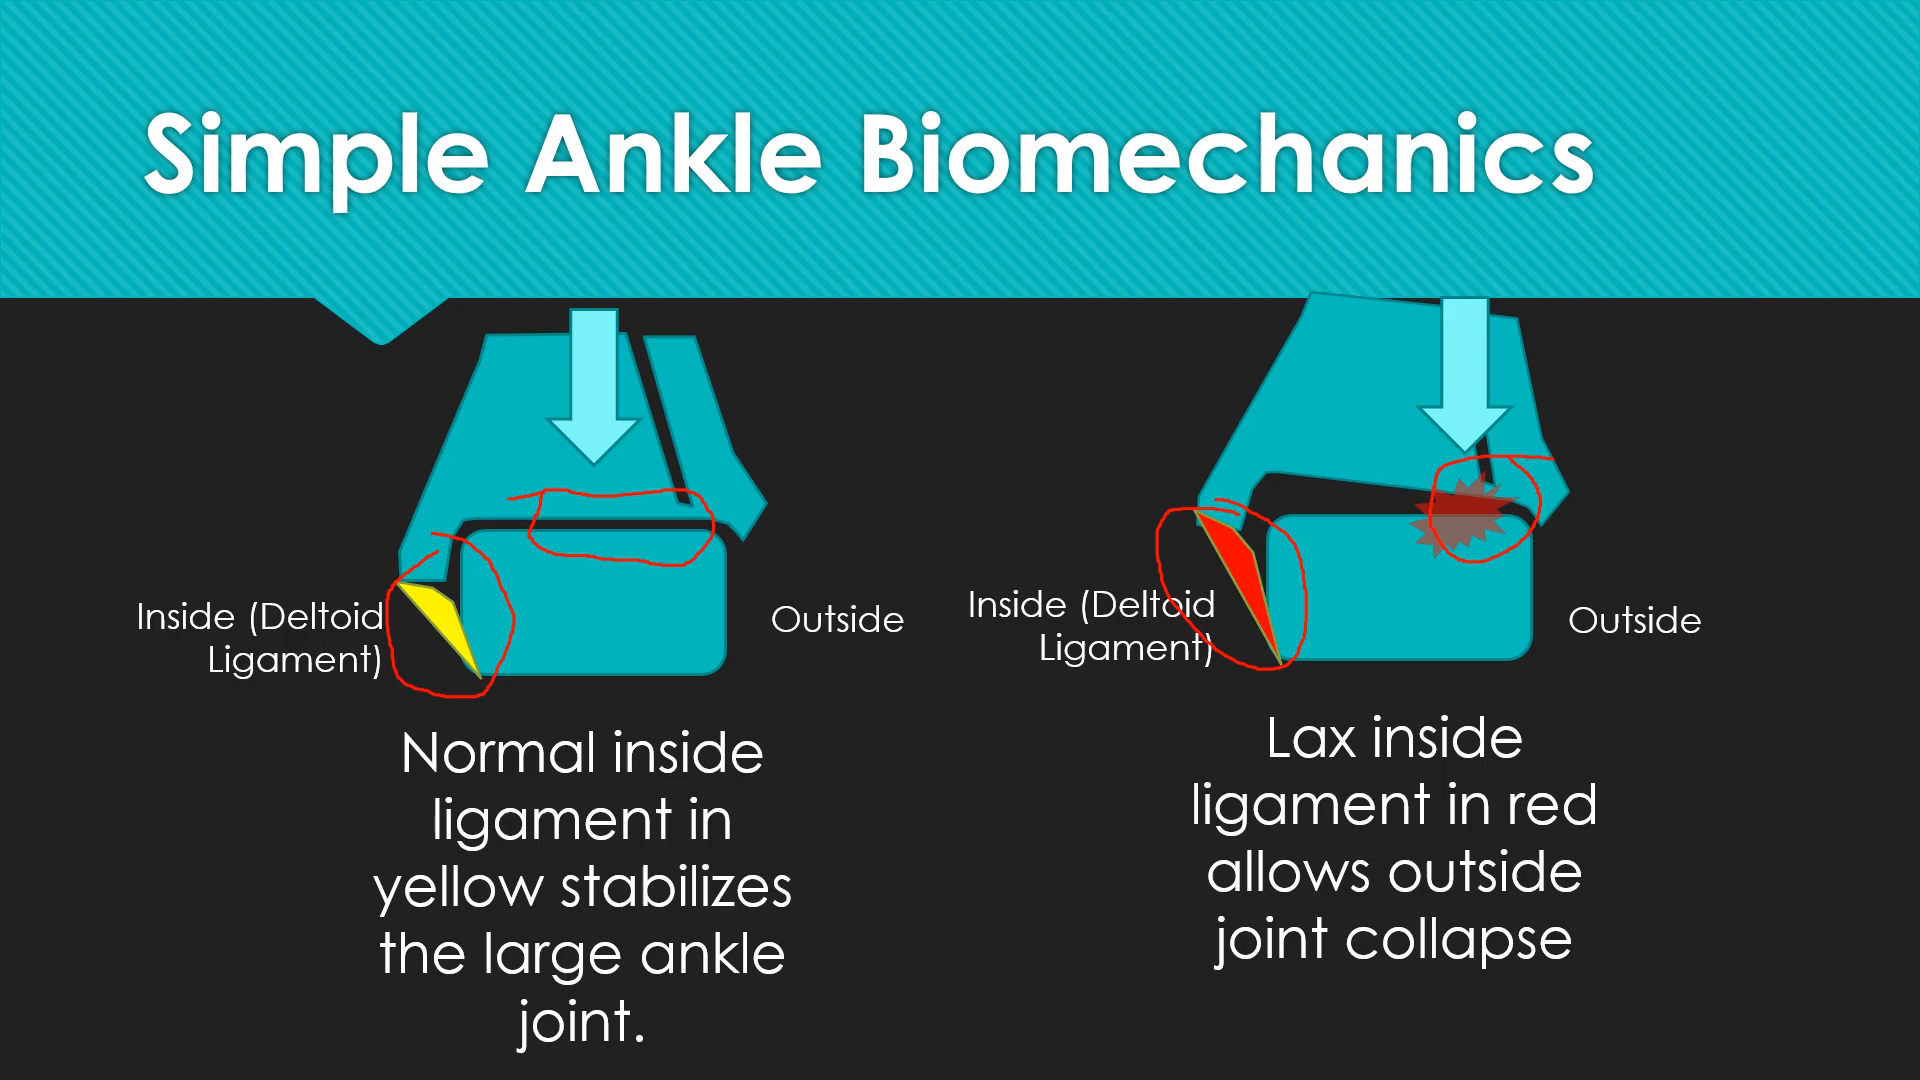 Simple Ankle Biomechanics
Inside (Deltoid
Ligament)
Outside
Normal inside
ligament in
yellow stabilizes
the large ankle
joint.
Inside (Deltoid
Ligament)
Outside
Lax inside
ligament in red
allows outside
joint collapse